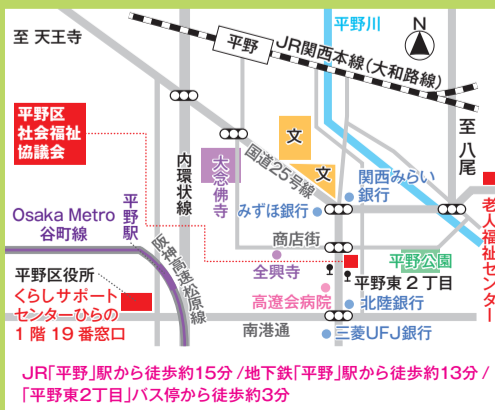 至 天王寺
平野
JR関西本線(大和路線)
平野川
N
至 八尾
平野区
社会福祉
協議会
内環状線
大念佛寺
文
文
国道25号線
関西みらい
銀行
みずほ銀行
Osaka Metro
谷町線
平野駅
阪神高速松原線
商店街
全興寺
平野公園
老人福祉センター
平野東2丁目
平野区役所
くらしサポート
センターひらの
1階19番窓口
高遼会病院
北陸銀行
南港通
三菱UFJ銀行
JR「平野」駅から徒歩約15分 /地下鉄「平野」駅から徒歩約13分 /
「平野東2丁目」バス停から徒歩約3分